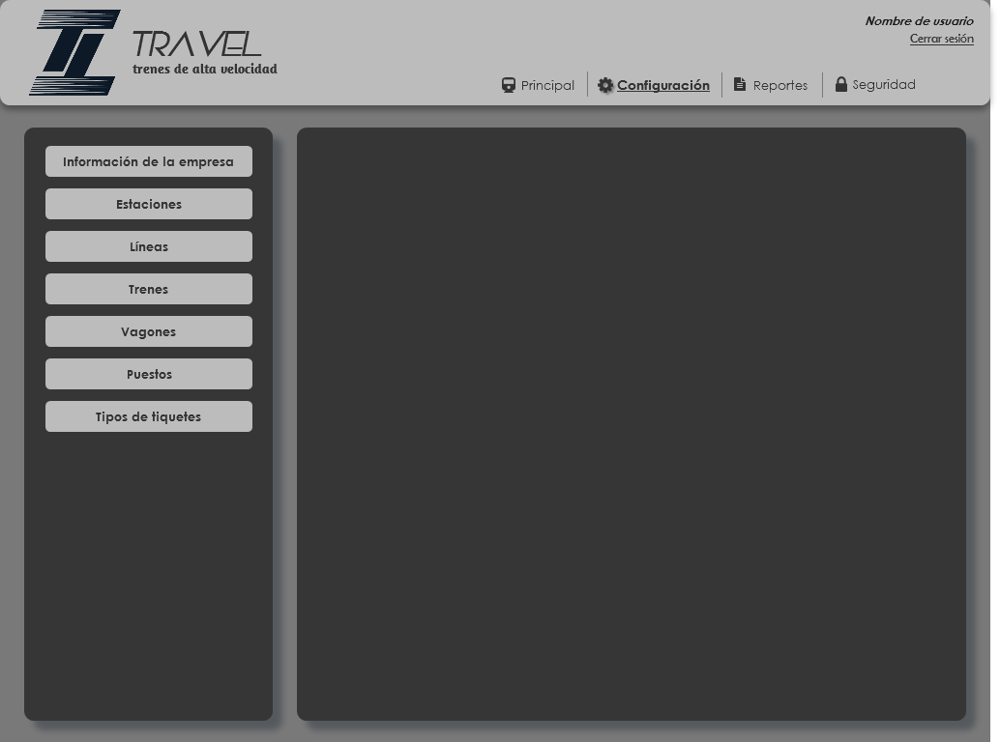 TRAVEL
trenes de alta velocidad
Nombre de usuario
Cerrar sesión
Principal
Configuración
Reportes
Seguridad
Información de la empresa
Estaciones
Líneas
Trenes
Vagones
Puestos
Tipos de tiquetes